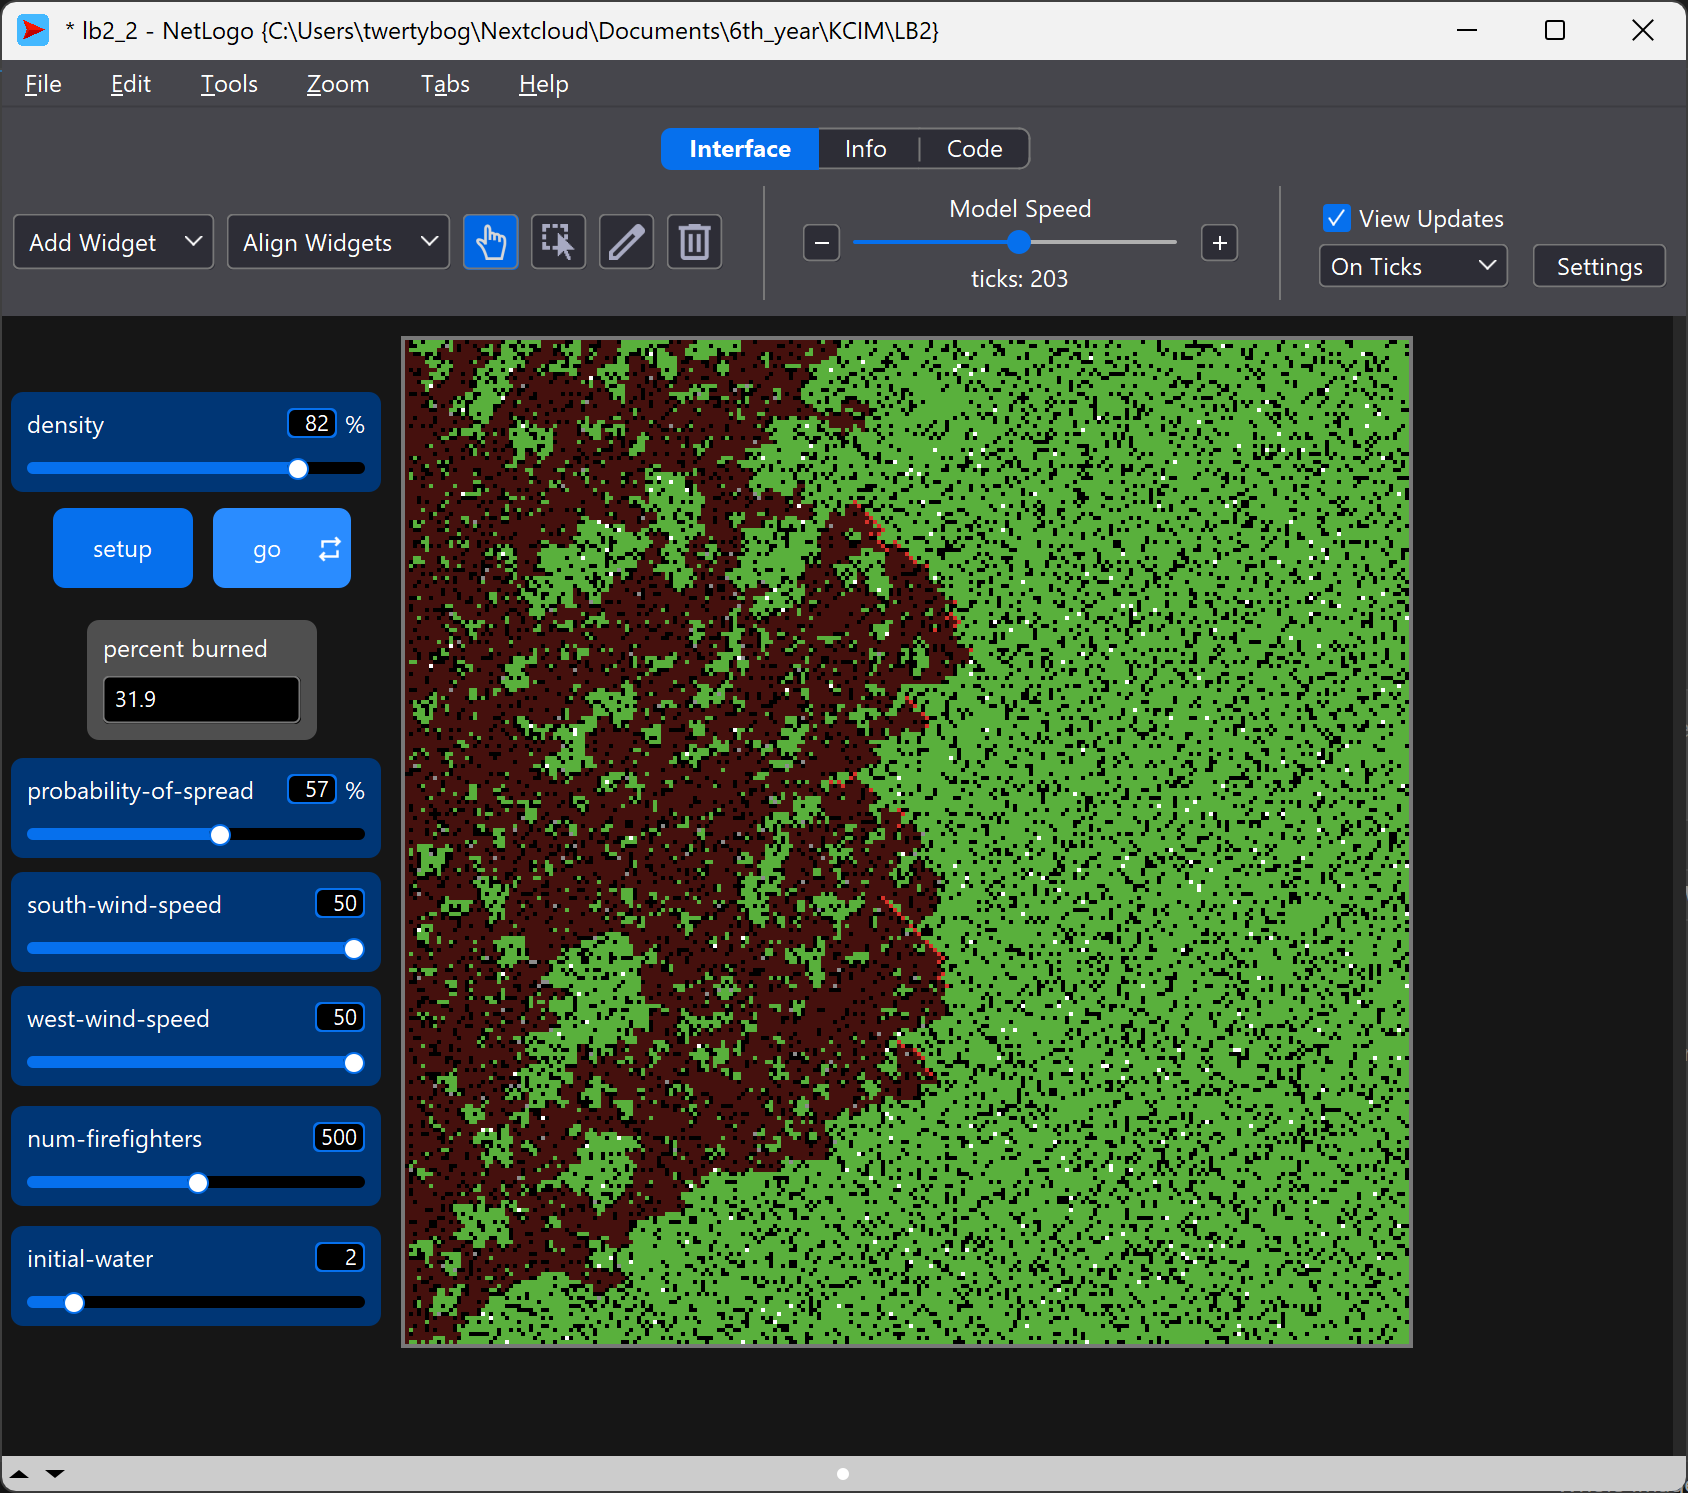 * lb2_2 - NetLogo {C:\Users\twertybog\Nextcloud\Documents\6th_year\KCIM\LB2}
File Edit Tools Zoom Tabs Help
Interface Info Code
Add Widget Align Widgets
Model Speed
ticks: 203
View Updates
On Ticks Settings
density 82 %
setup go
percent burned
31.9
probability-of-spread 57 %
south-wind-speed 50
west-wind-speed 50
num-firefighters 500
initial-water 2